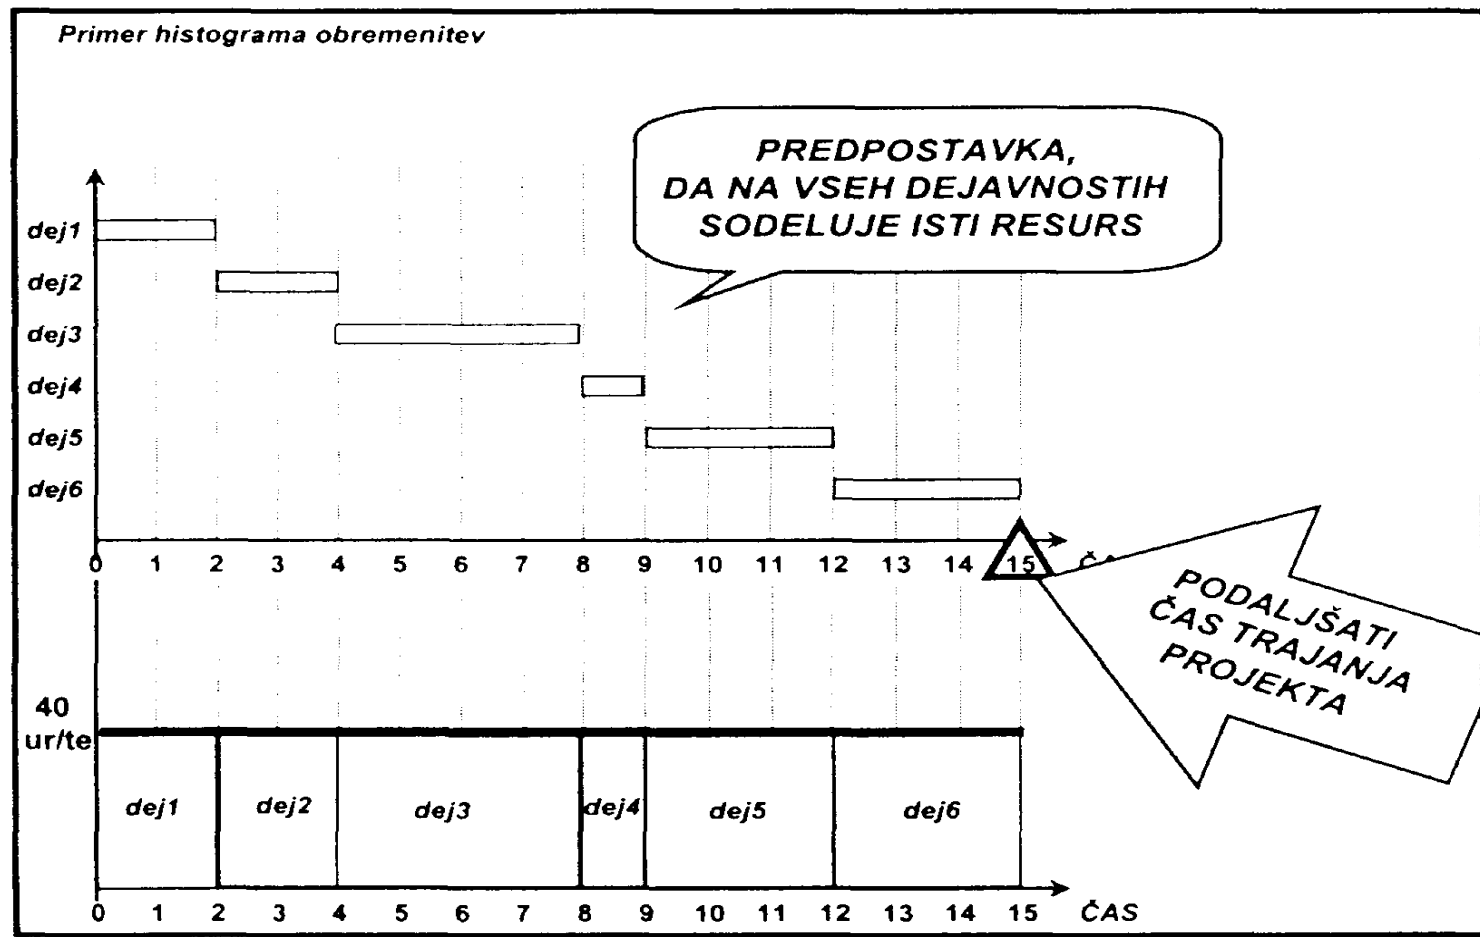 Primer histograma obremenitev
PREDPOSTAVKA,
DA NA VSEH DEJAVNOSTIH
SODELUJE ISTI RESURS
dej1
dej2
dej3
dej4
dej5
dej6
0 1 2 3 4 5 6 7 8 9 10 11 12 13 14 15
PODALJŠATI
ČAS TRAJANJA
PROJEKTA
40
ur/te
dej1 dej2 dej3 dej4 dej5 dej6
0 1 2 3 4 5 6 7 8 9 10 11 12 13 14 15 ČAS